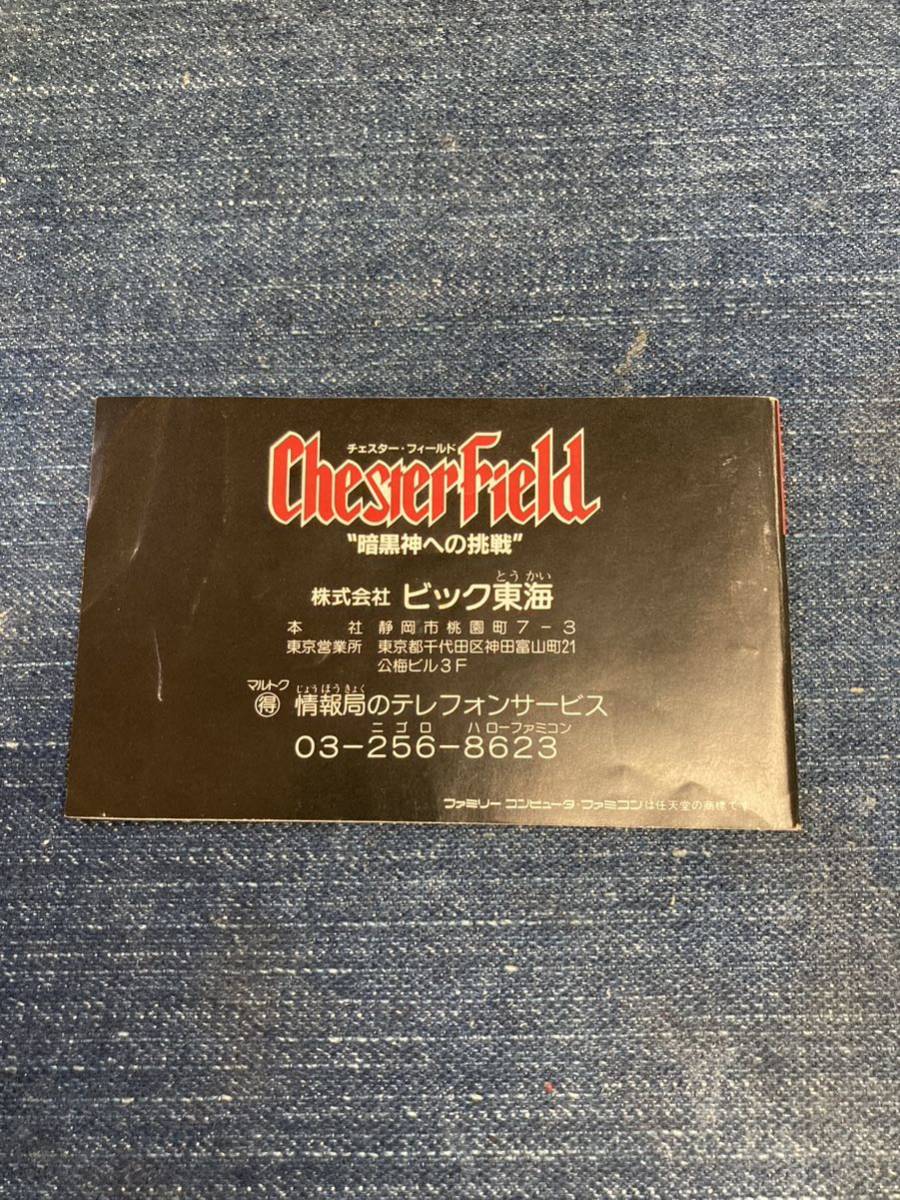 チェスター・フィールド
Chesterfield
"暗黒神への挑戦"
とうかい
株式会社 ビック東海
本 社 静岡市桃園町7-3
東京営業所 東京都千代田区神田富山町21
公梅ビル3F
マルトク じょうほうきょく
㊝ 情報局のテレフォンサービス
ニゴロ ハローファミコン
03-256-8623
ファミリーコンピュータ・ファミコンは任天堂の商標です